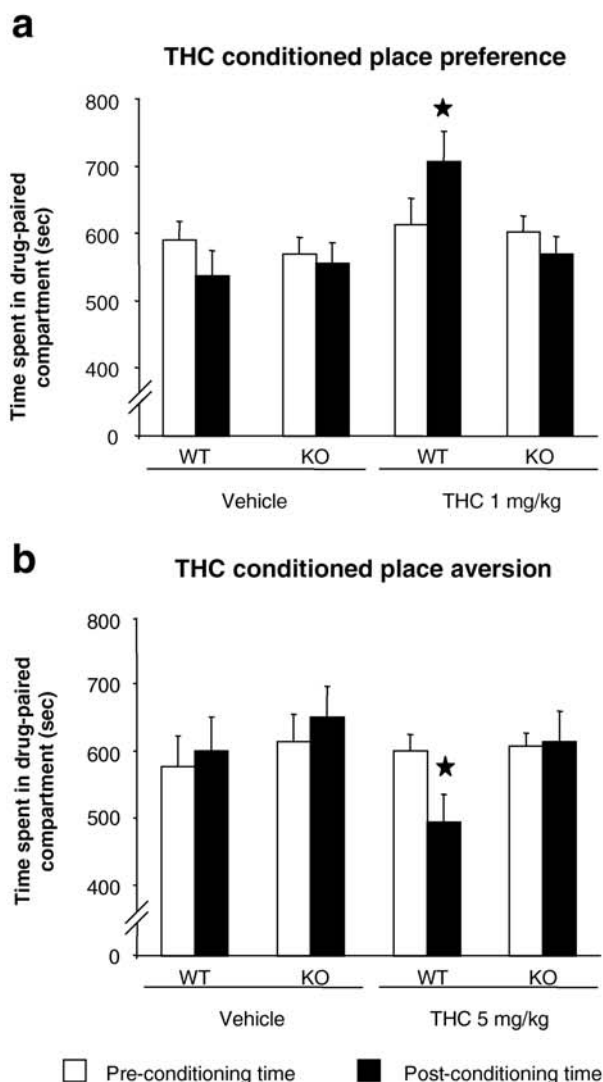 a
THC conditioned place preference
Time spent in drug-paired
compartment (sec)
800
700
600
500
400
0
★
WT KO WT KO
Vehicle THC 1 mg/kg
b
THC conditioned place aversion
Time spent in drug-paired
compartment (sec)
800
700
600
500
400
0
★
WT KO WT KO
Vehicle THC 5 mg/kg
Pre-conditioning time Post-conditioning time